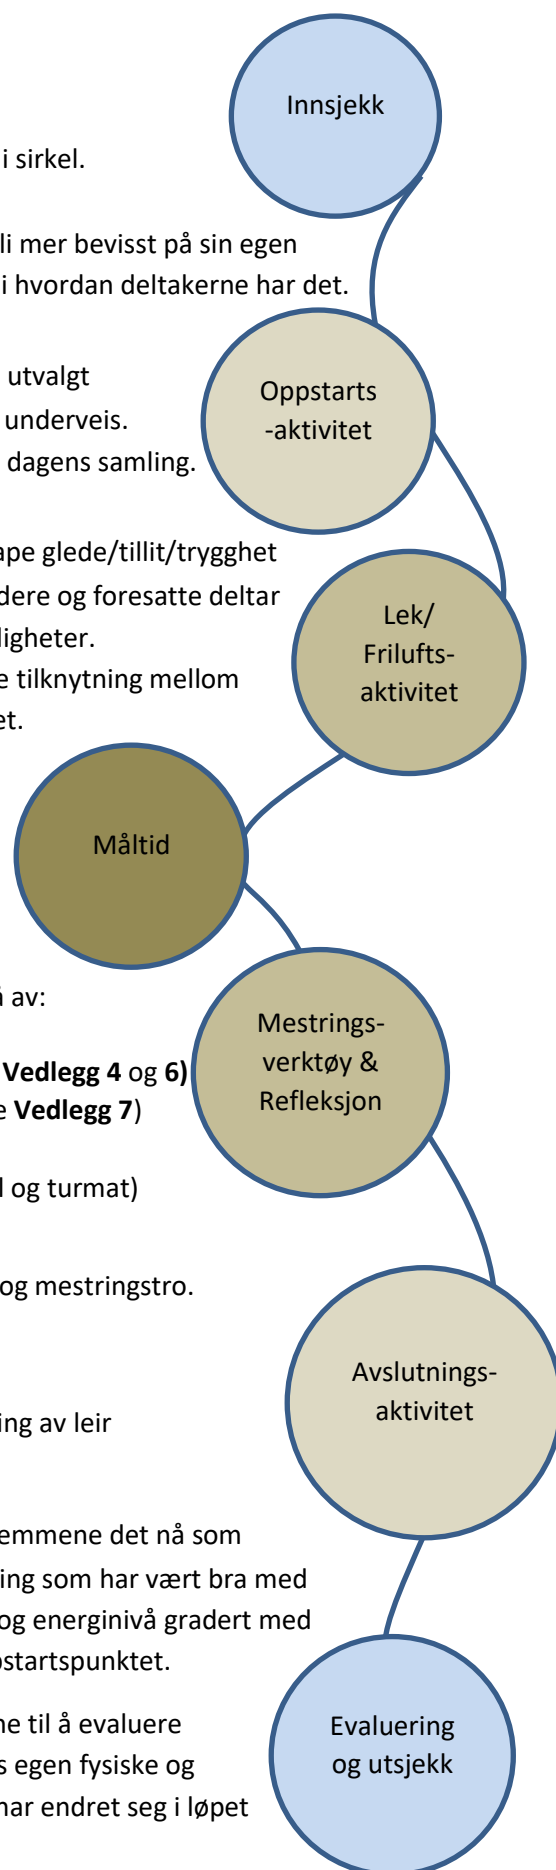 Innsjekk
i sirkel.
li mer bevisst på sin egen
i hvordan deltakerne har det.
utvalgt
underveis.
dagens samling.
Oppstarts
-aktivitet
ape glede/tillit/trygghet
dere og foresatte deltar
ligheter.
e tilknytning mellom
et.
Lek/
Frilufts-
aktivitet
Måltid
å av:
Vedlegg 4 og 6)
e Vedlegg 7)
l og turmat)
og mestringstro.
Mestrings-
verktøy &
Refleksjon
Avslutnings-
aktivitet
ing av leir
emmene det nå som
ing som har vært bra med
og energinivå gradert med
pstartspunktet.
ne til å evaluere
s egen fysiske og
har endret seg i løpet
Evaluering
og utsjekk